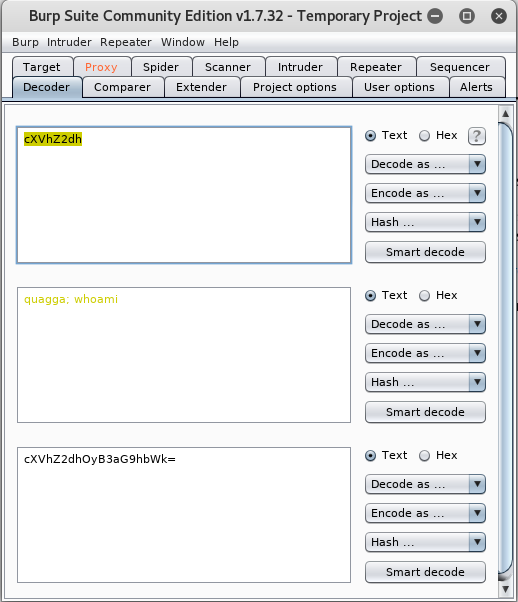 Burp Suite Community Edition v1.7.32 - Temporary Project
Burp Intruder Repeater Window Help
Target Proxy Spider Scanner Intruder Repeater Sequencer
Decoder Comparer Extender Project options User options Alerts
cXVhZ2dh
Text Hex ?
Decode as ...
Encode as ...
Hash ...
Smart decode
quagga; whoami
Text Hex
Decode as ...
Encode as ...
Hash ...
Smart decode
cXVhZ2dhOyB3aG9hbWk=
Text Hex
Decode as ...
Encode as ...
Hash ...
Smart decode